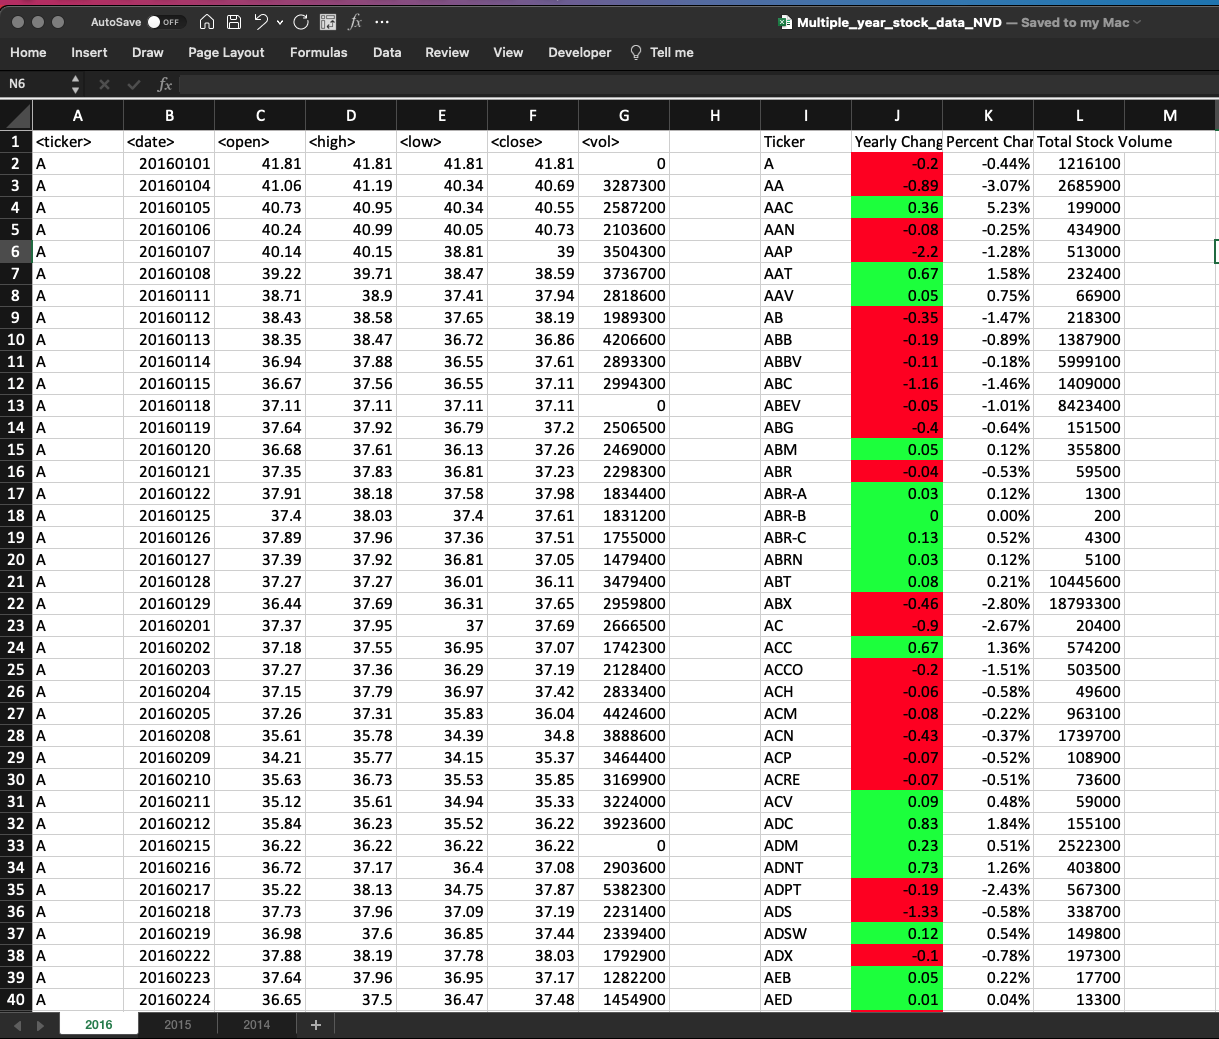 AutoSave OFF Multiple_year_stock_data_NVD — Saved to my Mac
Home Insert Draw Page Layout Formulas Data Review View Developer Tell me
N6 fx
A B C D E F G H I J K L M
1 <ticker> <date> <open> <high> <low> <close> <vol> Ticker Yearly Chang Percent Char Total Stock Volume
2 A 20160101 41.81 41.81 41.81 41.81 0 A -0.2 -0.44% 1216100
3 A 20160104 41.06 41.19 40.34 40.69 3287300 AA -0.89 -3.07% 2685900
4 A 20160105 40.73 40.95 40.34 40.55 2587200 AAC 0.36 5.23% 199000
5 A 20160106 40.24 40.99 40.05 40.73 2103600 AAN -0.08 -0.25% 434900
6 A 20160107 40.14 40.15 38.81 39 3504300 AAP -2.2 -1.28% 513000
7 A 20160108 39.22 39.71 38.47 38.59 3736700 AAT 0.67 1.58% 232400
8 A 20160111 38.71 38.9 37.41 37.94 2818600 AAV 0.05 0.75% 66900
9 A 20160112 38.43 38.58 37.65 38.19 1989300 AB -0.35 -1.47% 218300
10 A 20160113 38.35 38.47 36.72 36.86 4206600 ABB -0.19 -0.89% 1387900
11 A 20160114 36.94 37.88 36.55 37.61 2893300 ABBV -0.11 -0.18% 5999100
12 A 20160115 36.67 37.56 36.55 37.11 2994300 ABC -1.16 -1.46% 1409000
13 A 20160118 37.11 37.11 37.11 37.11 0 ABEV -0.05 -1.01% 8423400
14 A 20160119 37.64 37.92 36.79 37.2 2506500 ABG -0.4 -0.64% 151500
15 A 20160120 36.68 37.61 36.13 37.26 2469000 ABM 0.05 0.12% 355800
16 A 20160121 37.35 37.83 36.81 37.23 2298300 ABR -0.04 -0.53% 59500
17 A 20160122 37.91 38.18 37.58 37.98 1834400 ABR-A 0.03 0.12% 1300
18 A 20160125 37.4 38.03 37.4 37.61 1831200 ABR-B 0 0.00% 200
19 A 20160126 37.89 37.96 37.36 37.51 1755000 ABR-C 0.13 0.52% 4300
20 A 20160127 37.39 37.92 36.81 37.05 1479400 ABRN 0.03 0.12% 5100
21 A 20160128 37.27 37.27 36.01 36.11 3479400 ABT 0.08 0.21% 10445600
22 A 20160129 36.44 37.69 36.31 37.65 2959800 ABX -0.46 -2.80% 18793300
23 A 20160201 37.37 37.95 37 37.69 2666500 AC -0.9 -2.67% 20400
24 A 20160202 37.18 37.55 36.95 37.07 1742300 ACC 0.67 1.36% 574200
25 A 20160203 37.27 37.36 36.29 37.19 2128400 ACCO -0.2 -1.51% 503500
26 A 20160204 37.15 37.79 36.97 37.42 2833400 ACH -0.06 -0.58% 49600
27 A 20160205 37.26 37.31 35.83 36.04 4424600 ACM -0.08 -0.22% 963100
28 A 20160208 35.61 35.78 34.39 34.8 3888600 ACN -0.43 -0.37% 1739700
29 A 20160209 34.21 35.77 34.15 35.37 3464400 ACP -0.07 -0.52% 108900
30 A 20160210 35.63 36.73 35.53 35.85 3169900 ACRE -0.07 -0.51% 73600
31 A 20160211 35.12 35.61 34.94 35.33 3224000 ACV 0.09 0.48% 59000
32 A 20160212 35.84 36.23 35.52 36.22 3923600 ADC 0.83 1.84% 155100
33 A 20160215 36.22 36.22 36.22 36.22 0 ADM 0.23 0.51% 2522300
34 A 20160216 36.72 37.17 36.4 37.08 2903600 ADNT 0.73 1.26% 403800
35 A 20160217 35.22 38.13 34.75 37.87 5382300 ADPT -0.19 -2.43% 567300
36 A 20160218 37.73 37.96 37.09 37.19 2231400 ADS -1.33 -0.58% 338700
37 A 20160219 36.98 37.6 36.85 37.44 2339400 ADSW 0.12 0.54% 149800
38 A 20160222 37.88 38.19 37.78 38.03 1792900 ADX -0.1 -0.78% 197300
39 A 20160223 37.64 37.96 36.95 37.17 1282200 AEB 0.05 0.22% 17700
40 A 20160224 36.65 37.5 36.47 37.48 1454900 AED 0.01 0.04% 13300
2016 2015 2014 +